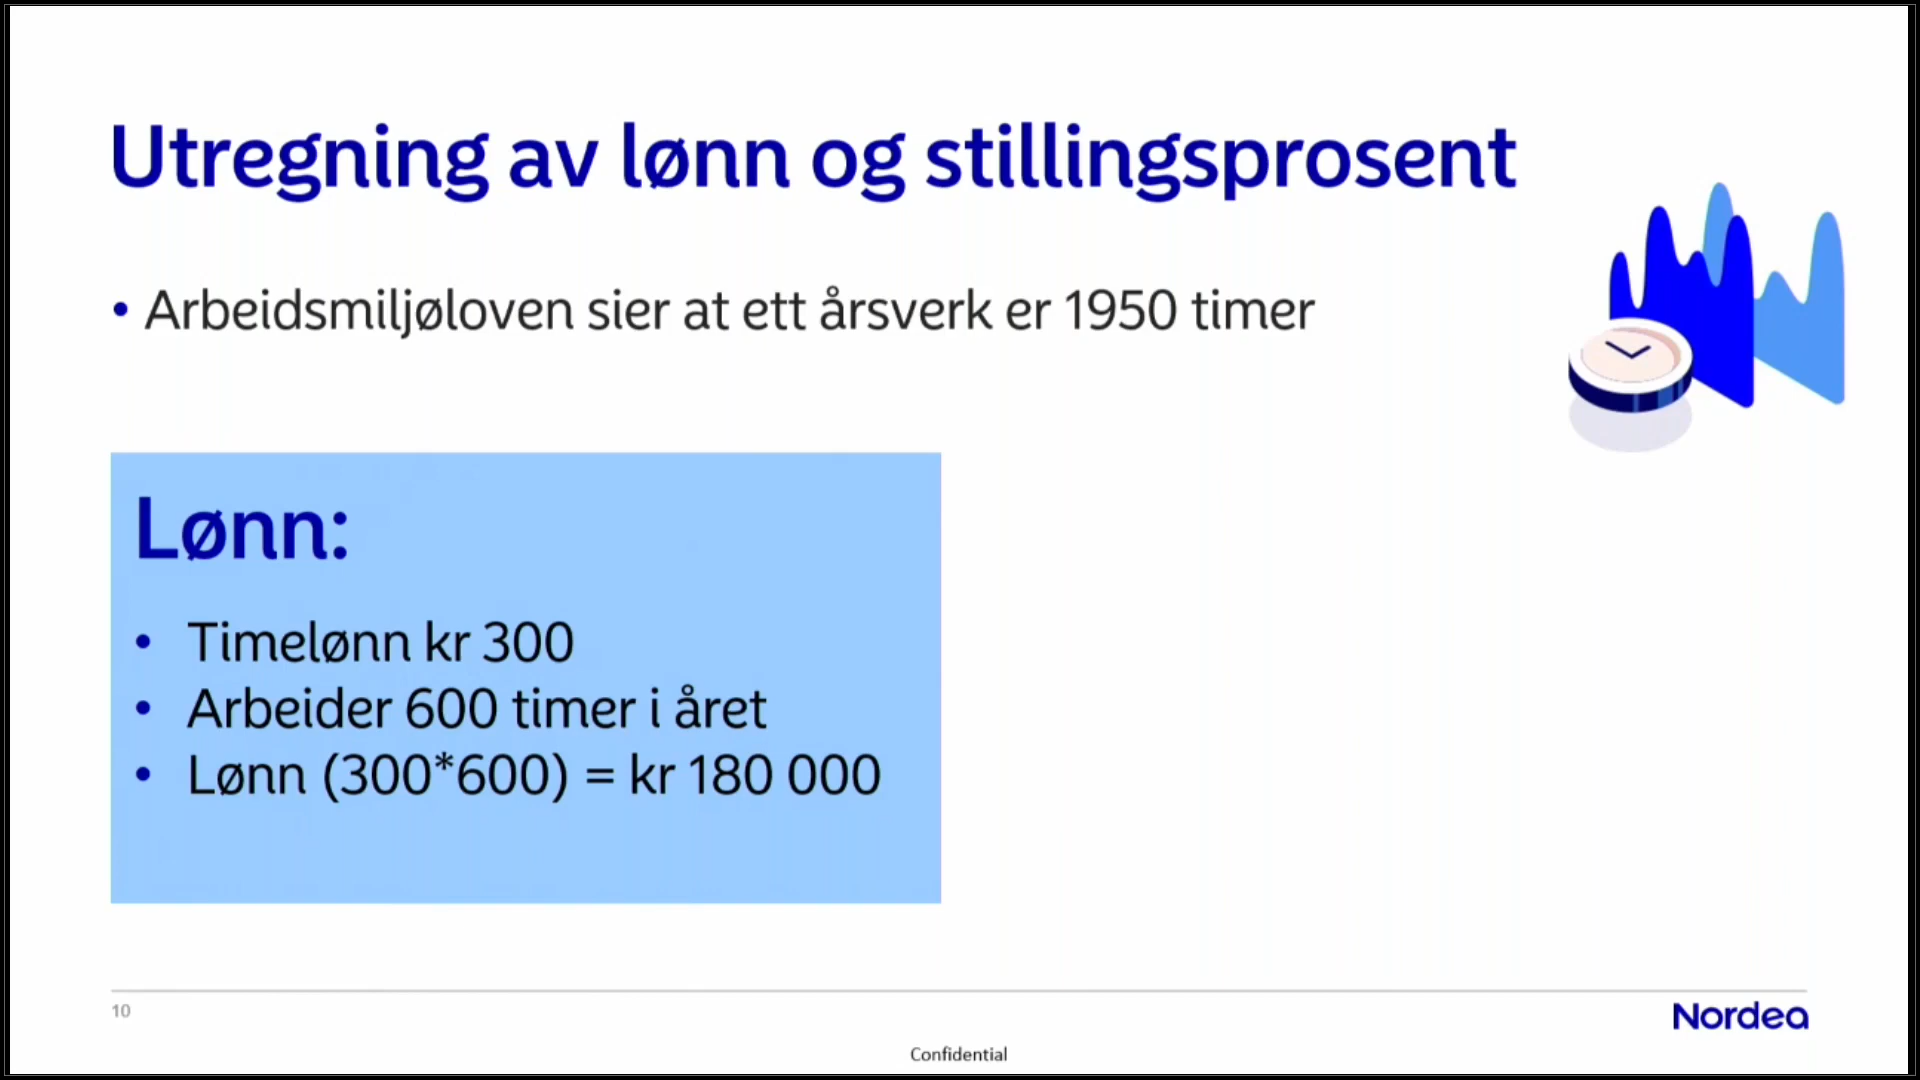 Utregning av lønn og stillingsprosent
• Arbeidsmiljøloven sier at ett årsverk er 1950 timer
Lønn:
• Timelønn kr 300
• Arbeider 600 timer i året
• Lønn (300*600) = kr 180 000
10
Nordea
Confidential